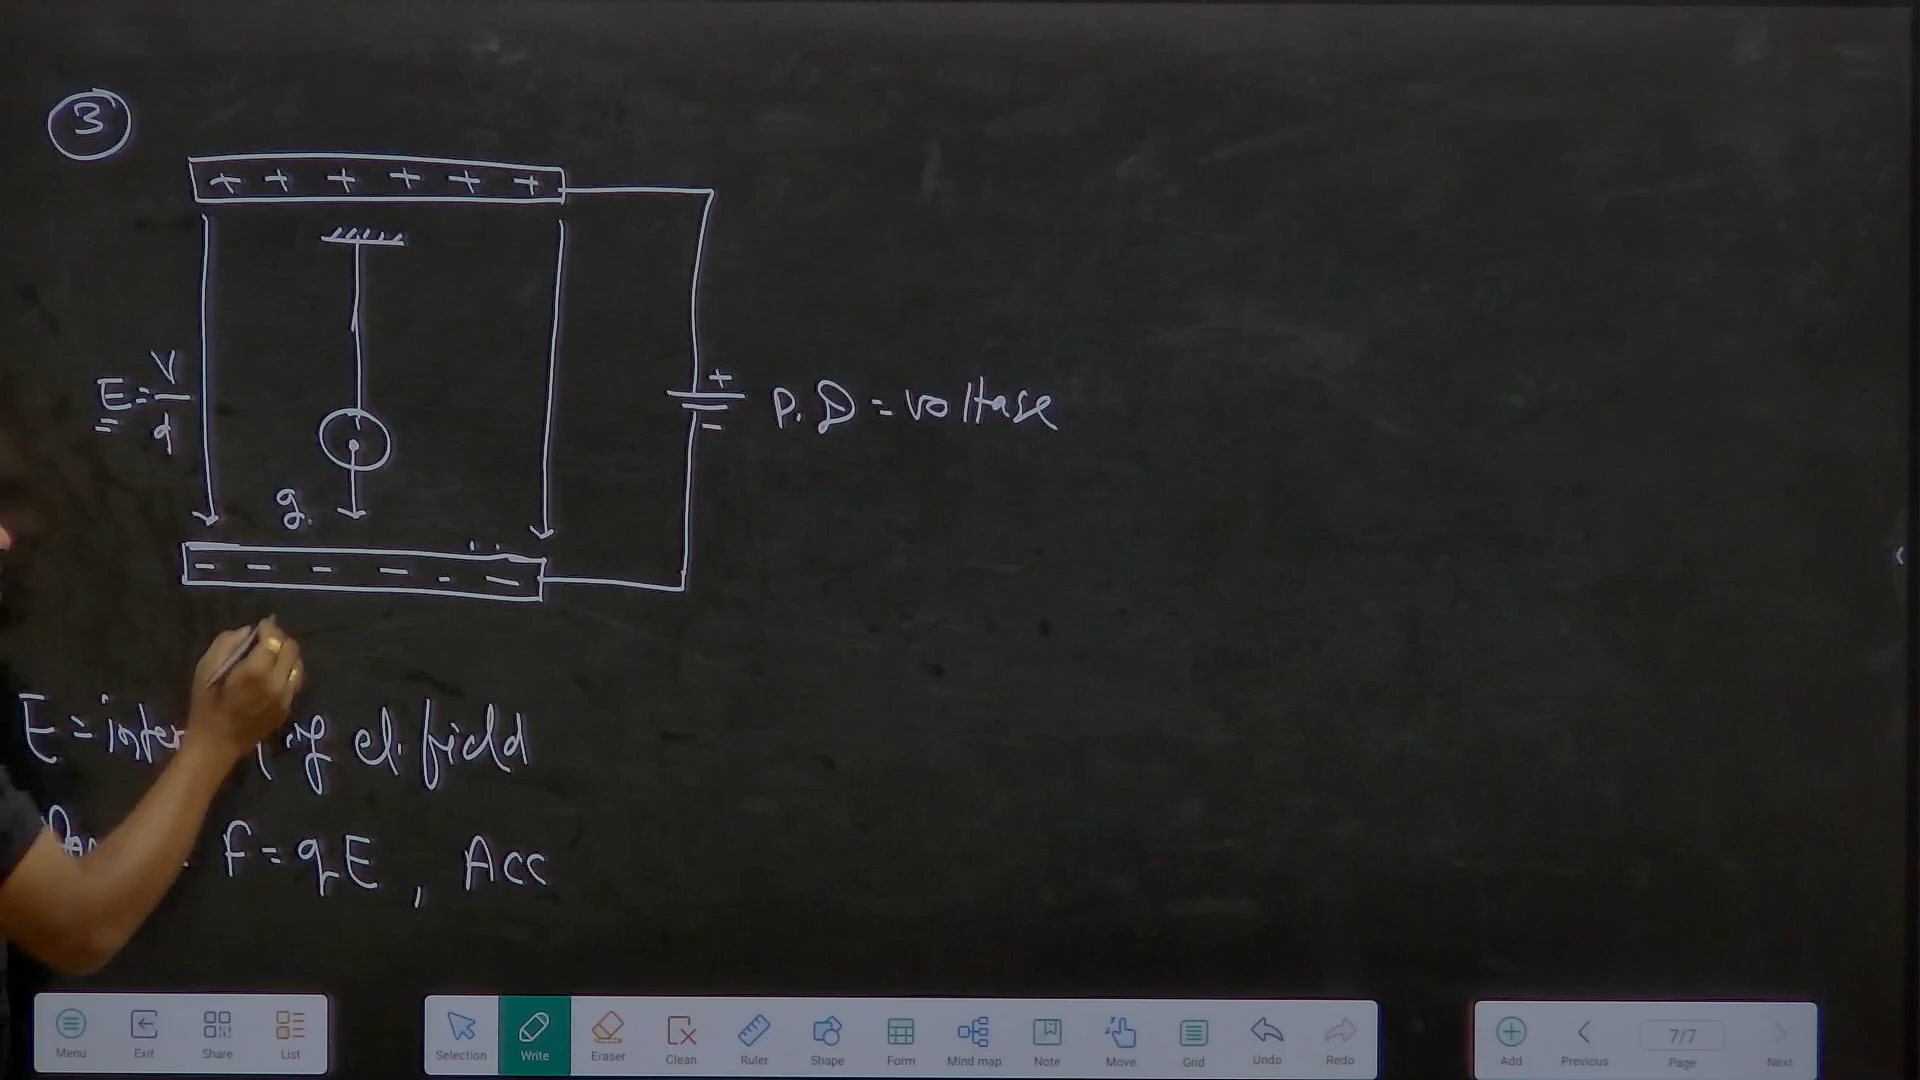 3
+ + + + + +
E = V/d
g.
+
P.D = voltage
- - - - - -
E = of el. field
F = qE, Acc
Menu Exit Share List
Selection Write Eraser Clean Ruler Shape Form Mind map Note Move Grid Undo Redo
Add Previous 7/7 Page Next